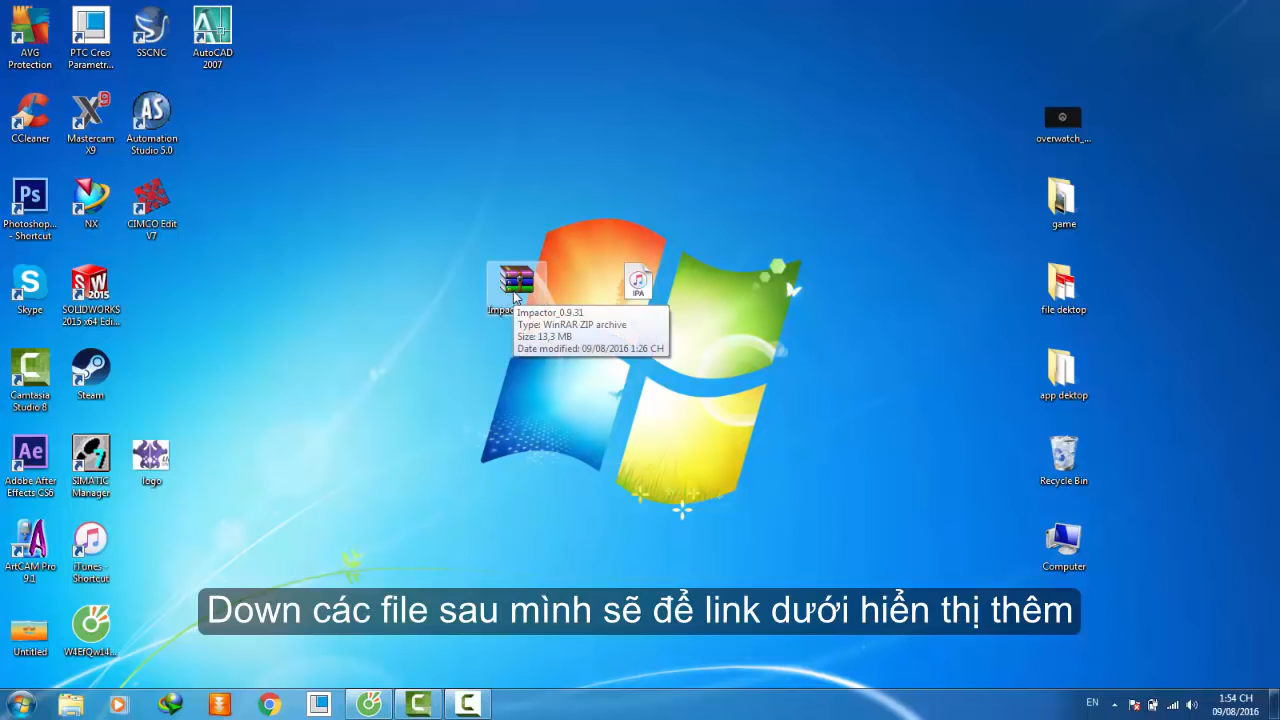 AVG
Protection
PTC Creo
Parametr...
SSCNC
AutoCAD
2007
CCleaner
Mastercam
X9
Automation
Studio 5.0
Photoshop...
- Shortcut
NX
CIMCO Edit
V7
Skype
SOLIDWORKS
2015 x64 Edi...
Camtasia
Studio 8
Steam
Adobe After
Effects CS6
SIMATIC
Manager
logo
ArtCAM Pro
9.1
iTunes -
Shortcut
Untitled
W4EfQw14...
IPA
Impactor_0.9.31
Type: WinRAR ZIP archive
Size: 13,3 MB
Date modified: 09/08/2016 1:26 CH
overwatch_...
game
file dektop
app dektop
Recycle Bin
Computer
Down các file sau mình sẽ để link dưới hiển thị thêm
EN
1:54 CH
09/08/2016